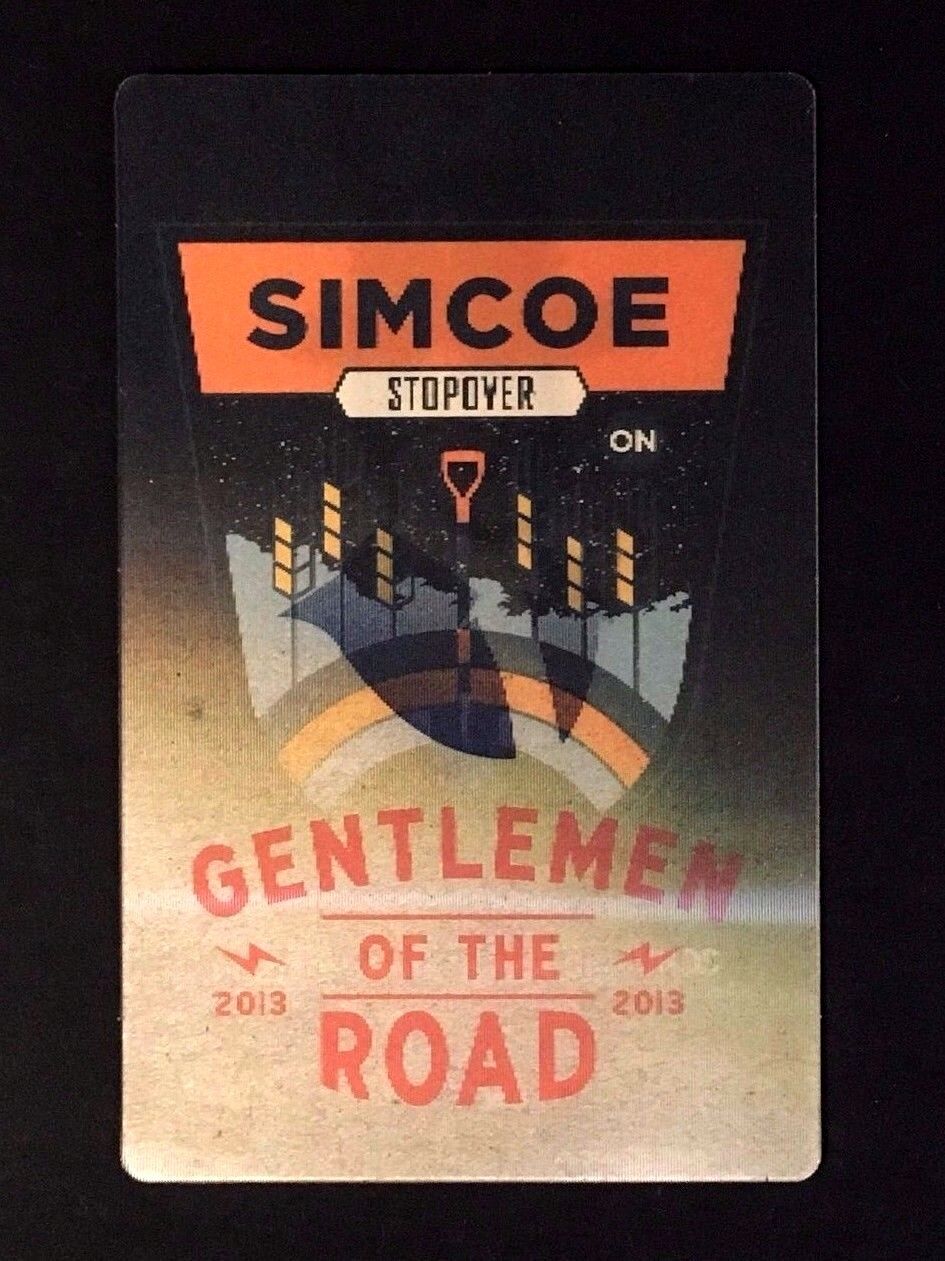 SIMCOE
STOPOVER
ON
GENTLEMEN
OF THE
2013 2013
ROAD